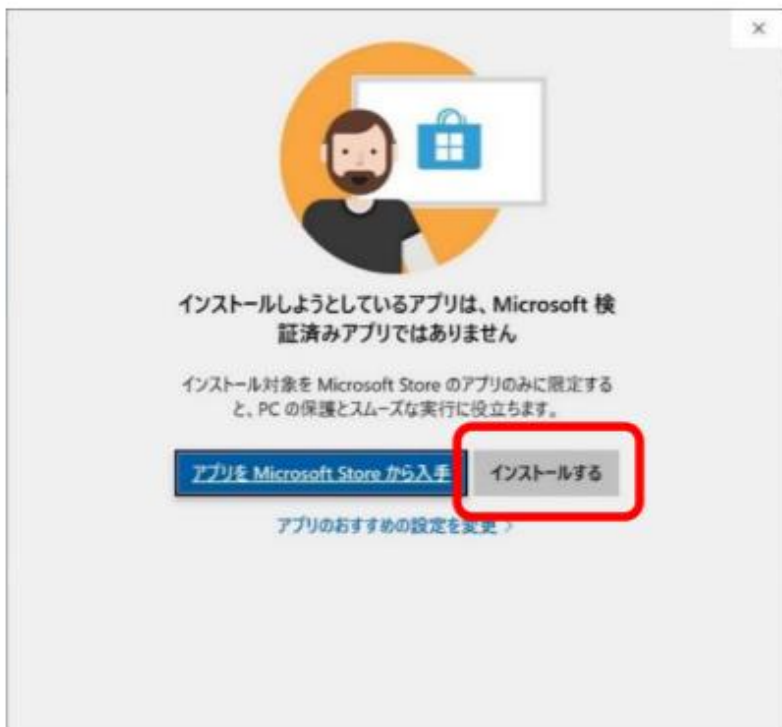 インストールしようとしているアプリは、Microsoft 検
証済みアプリではありません
インストール対象を Microsoft Store のアプリのみに限定する
と、PC の保護とスムーズな実行に役立ちます。
アプリを Microsoft Store から入手
インストールする
アプリのおすすめの設定を変更 >